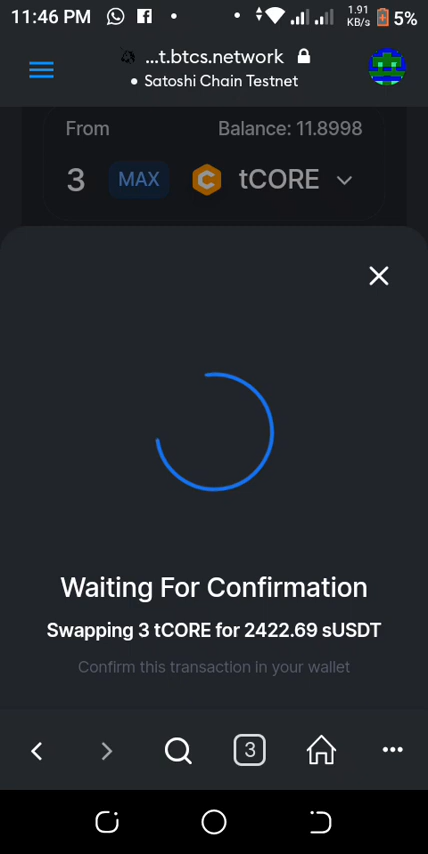 11:46 PM
1.91
KB/s
5%
...t.btcs.network
Satoshi Chain Testnet
From
Balance: 11.8998
3
MAX
tCORE
Waiting For Confirmation
Swapping 3 tCORE for 2422.69 sUSDT
Confirm this transaction in your wallet
3